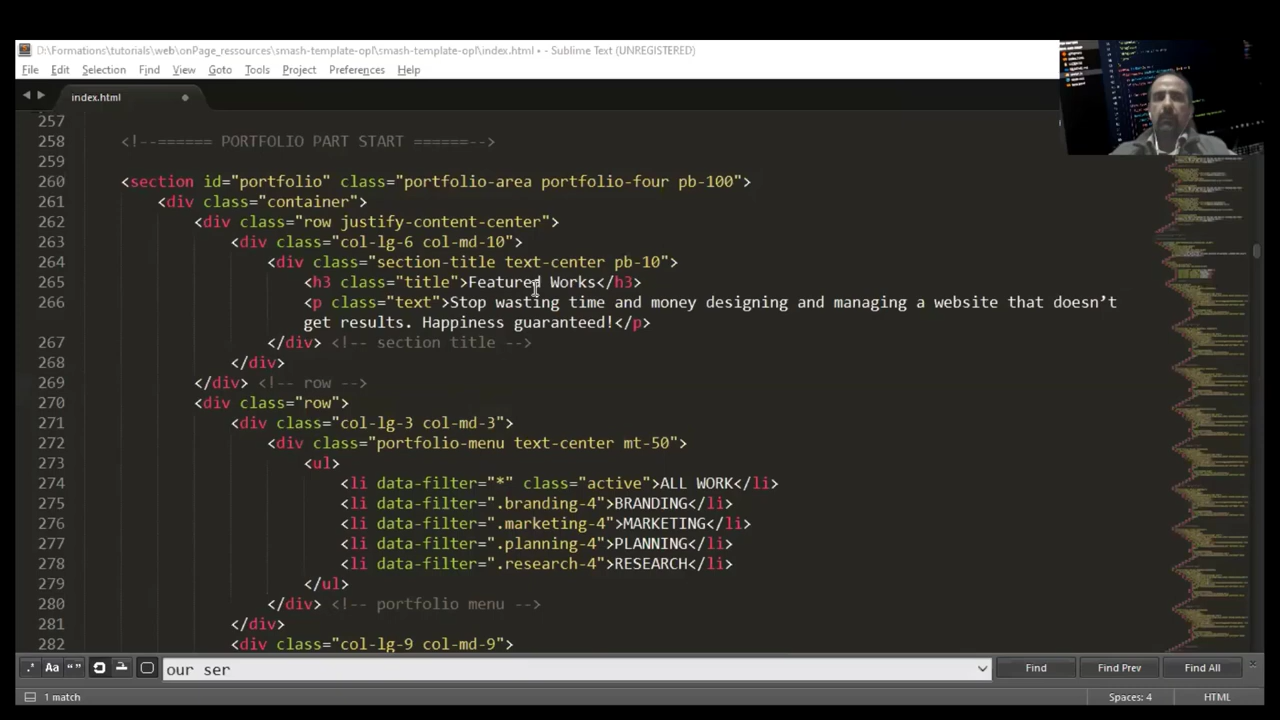 D:\Formations\tutorials\web\onPage_ressources\smash-template-opl\smash-template-opl\index.html • - Sublime Text (UNREGISTERED)
File Edit Selection Find View Goto Tools Project Preferences Help
index.html
257
258 <!--====== PORTFOLIO PART START ======-->
259
260 <section id="portfolio" class="portfolio-area portfolio-four pb-100">
261 <div class="container">
262 <div class="row justify-content-center">
263 <div class="col-lg-6 col-md-10">
264 <div class="section-title text-center pb-10">
265 <h3 class="title">Featured Works</h3>
266 <p class="text">Stop wasting time and money designing and managing a website that doesn’t
get results. Happiness guaranteed!</p>
267 </div> <!-- section title -->
268 </div>
269 </div> <!-- row -->
270 <div class="row">
271 <div class="col-lg-3 col-md-3">
272 <div class="portfolio-menu text-center mt-50">
273 <ul>
274 <li data-filter="*" class="active">ALL WORK</li>
275 <li data-filter=".branding-4">BRANDING</li>
276 <li data-filter=".marketing-4">MARKETING</li>
277 <li data-filter=".planning-4">PLANNING</li>
278 <li data-filter=".research-4">RESEARCH</li>
279 </ul>
280 </div> <!-- portfolio menu -->
281 </div>
282 <div class="col-lg-9 col-md-9">
.* Aa “” our ser Find Find Prev Find All
1 match Spaces: 4 HTML